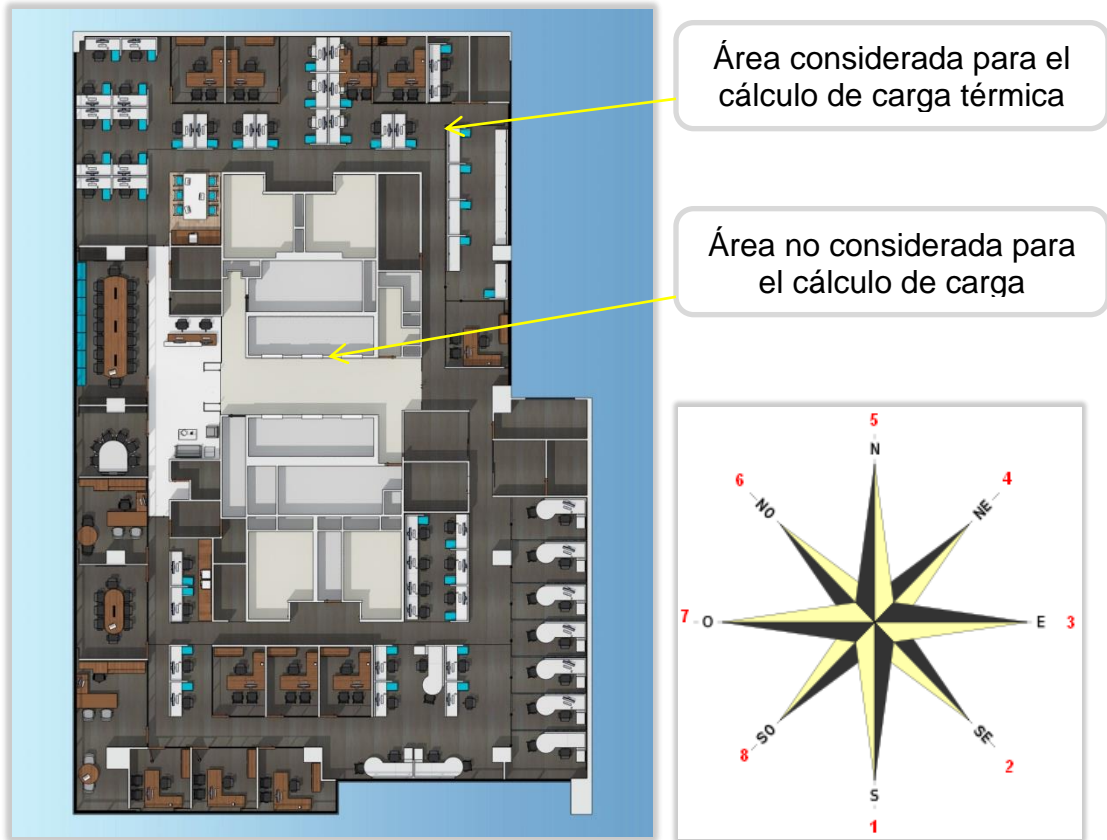 Área considerada para el
cálculo de carga térmica
Área no considerada para
el cálculo de carga
5
N
6
NO
4
NE
7
O
E
3
8
SO
SE
2
S
1